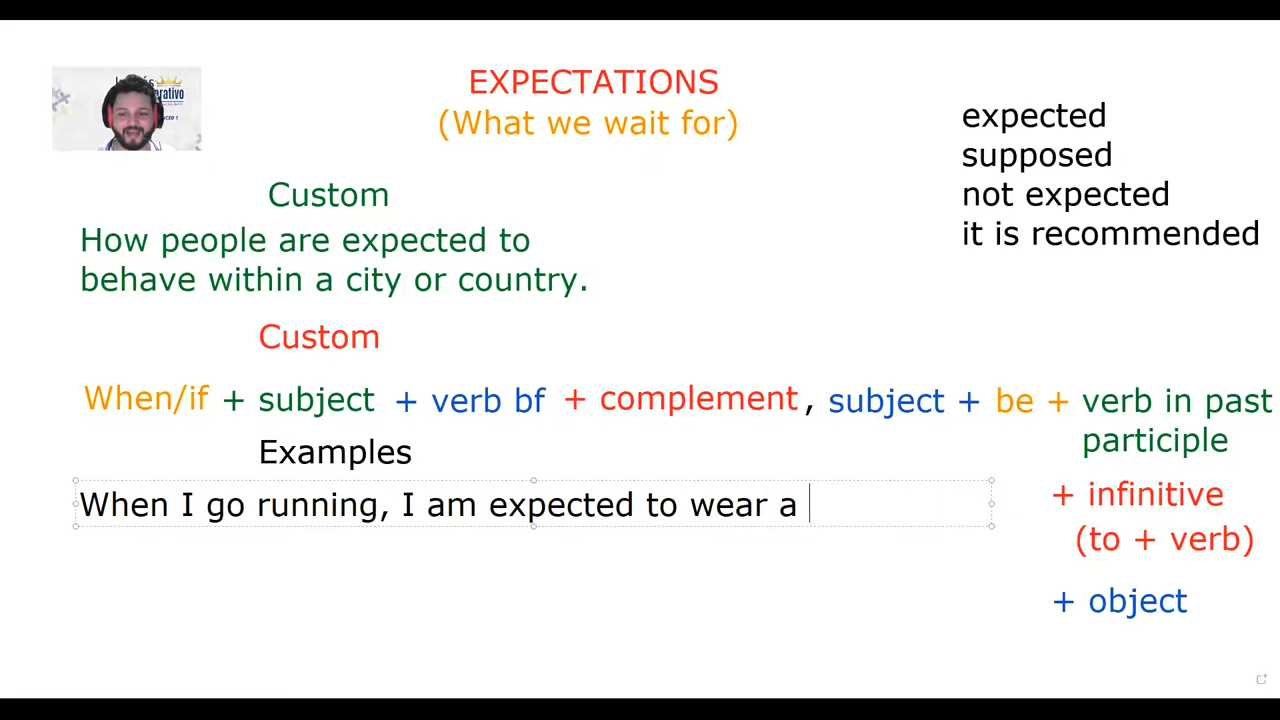 EXPECTATIONS
(What we wait for)
expected
supposed
not expected
it is recommended
Custom
How people are expected to
behave within a city or country.
Custom
When/if + subject + verb bf + complement, subject + be + verb in past
participle
Examples
When I go running, I am expected to wear a
+ infinitive
(to + verb)
+ object